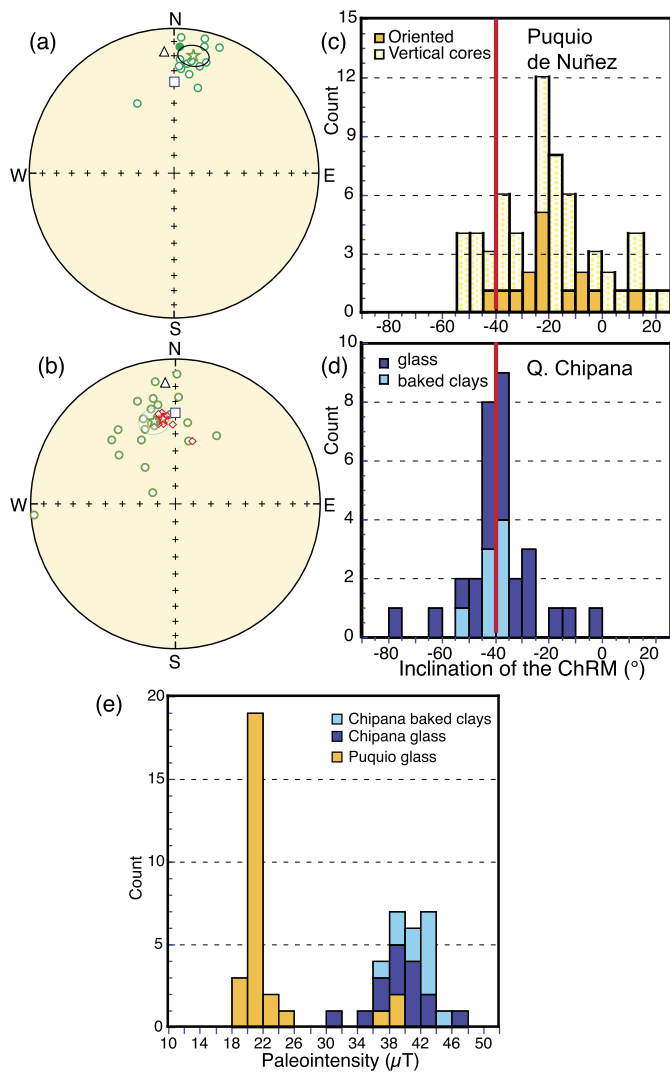 (a)
N
W
E
S
(b)
N
W
E
S
(c)
Oriented
Vertical cores
Puquio
de Nuñez
Count
15
12
9
6
3
0
-80 -60 -40 -20 0 20
(d)
glass
baked clays
Q. Chipana
Count
10
8
6
4
2
0
-80 -60 -40 -20 0 20
Inclination of the ChRM (°)
(e)
Chipana baked clays
Chipana glass
Puquio glass
Count
20
15
10
5
0
10 14 18 22 26 30 34 38 42 46 50
Paleointensity (µT)